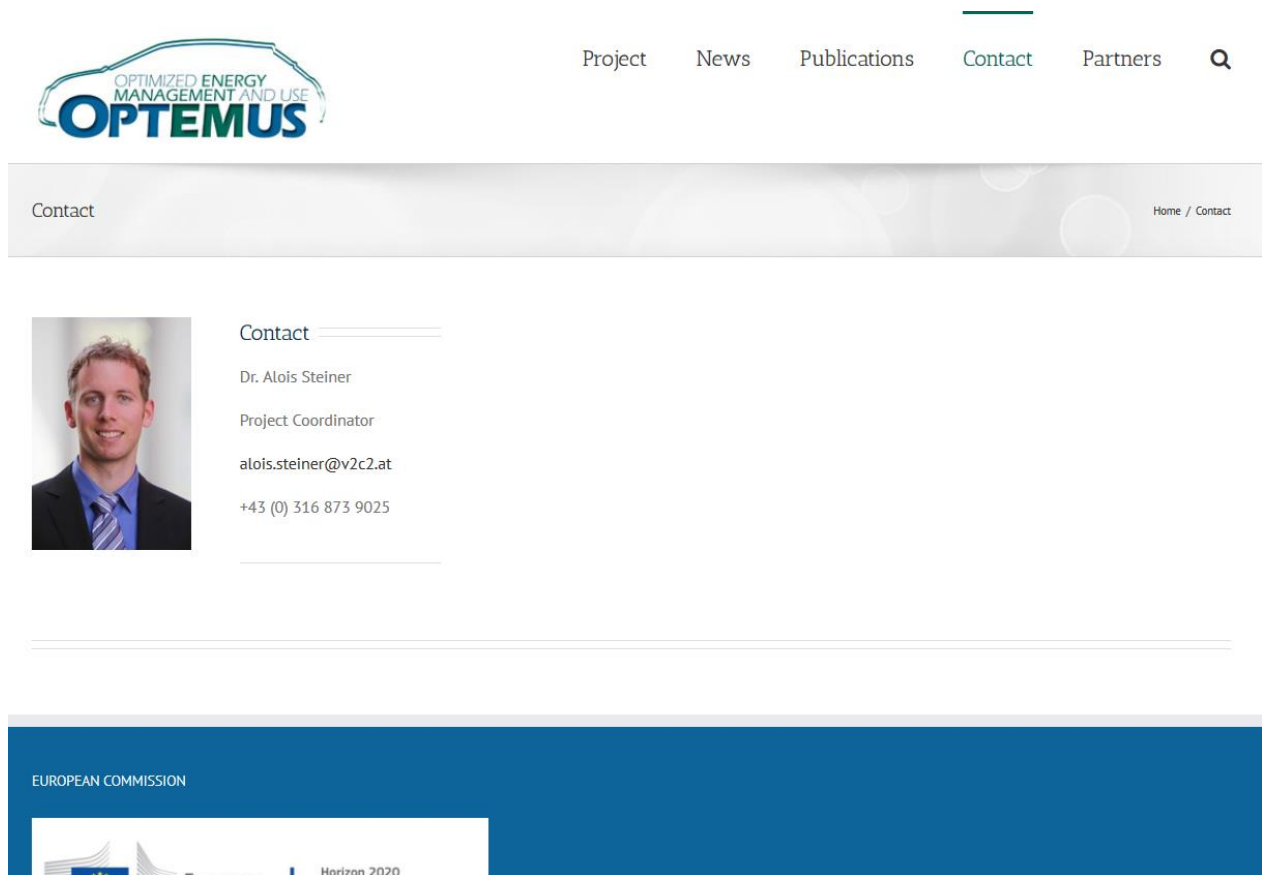 OPTIMIZED ENERGY
MANAGEMENT AND USE
OPTEMUS
Project News Publications Contact Partners
Contact
Home / Contact
Contact
Dr. Alois Steiner
Project Coordinator
alois.steiner@v2c2.at
+43 (0) 316 873 9025
EUROPEAN COMMISSION
Horizon 2020